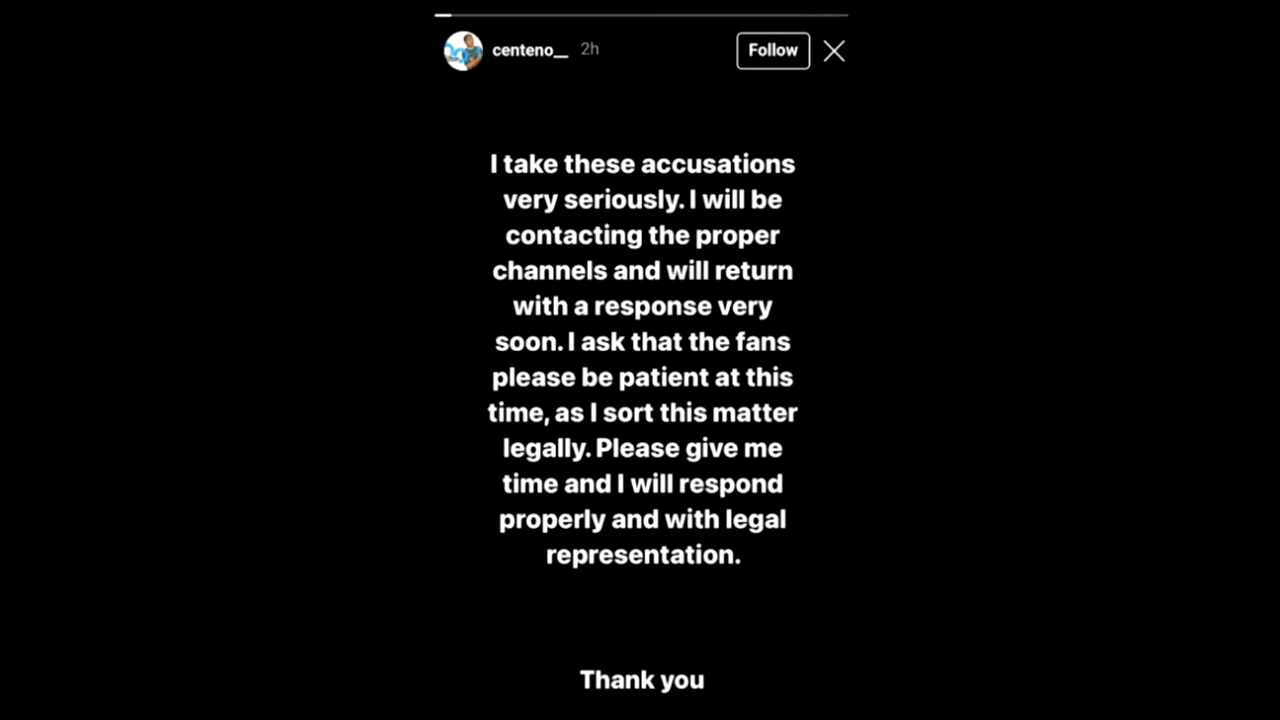 centeno__ 2h Follow
I take these accusations
very seriously. I will be
contacting the proper
channels and will return
with a response very
soon. I ask that the fans
please be patient at this
time, as I sort this matter
legally. Please give me
time and I will respond
properly and with legal
representation.
Thank you